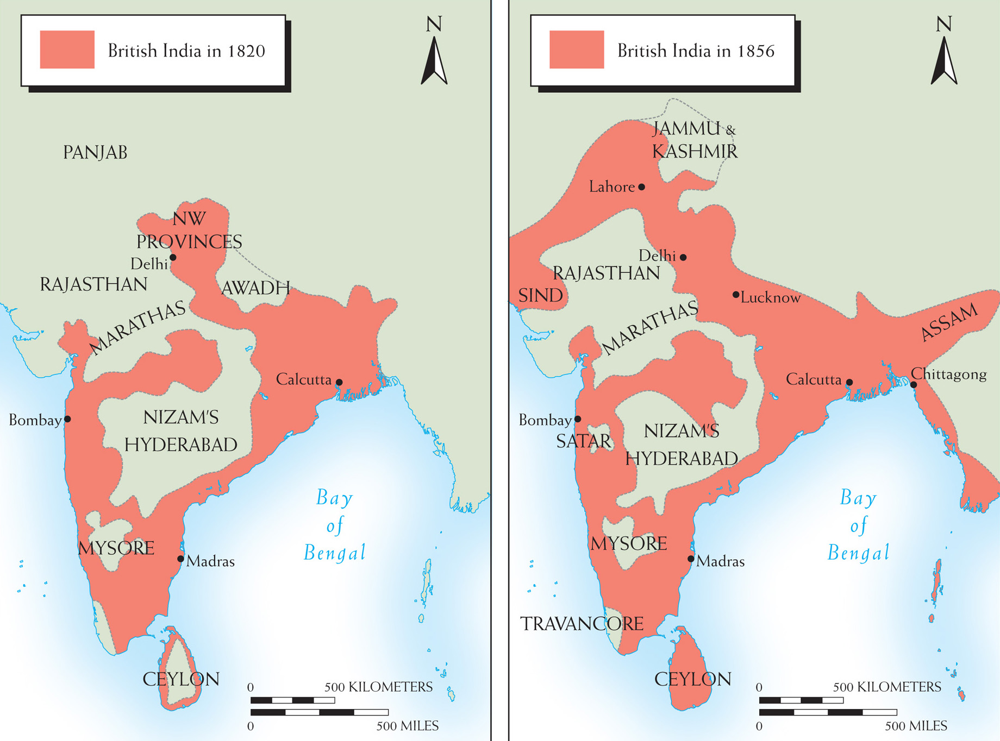 British India in 1820
N
PANJAB
NW
PROVINCES
Delhi
RAJASTHAN
AWADH
MARATHAS
Calcutta
Bombay
NIZAM'S
HYDERABAD
Bay
of
Bengal
MYSORE
Madras
CEYLON
0 500 KILOMETERS
0 500 MILES
British India in 1856
N
JAMMU &
KASHMIR
Lahore
Delhi
RAJASTHAN
SIND
Lucknow
MARATHAS
ASSAM
Calcutta
Chittagong
Bombay
SATAR
NIZAM'S
HYDERABAD
Bay
of
Bengal
MYSORE
Madras
TRAVANCORE
CEYLON
0 500 KILOMETERS
0 500 MILES